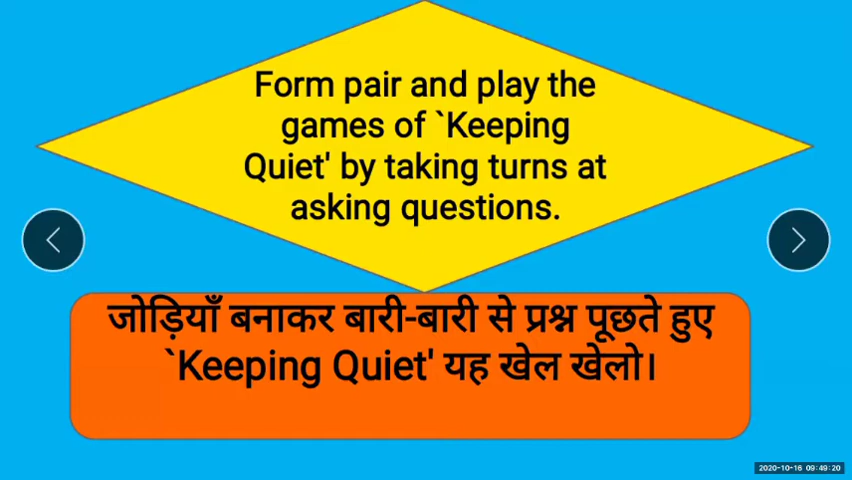 Form pair and play the
games of `Keeping
Quiet' by taking turns at
asking questions.
जोड़ियाँ बनाकर बारी-बारी से प्रश्न पूछते हुए
`Keeping Quiet' यह खेल खेलो।
2020-10-16 09:49:20